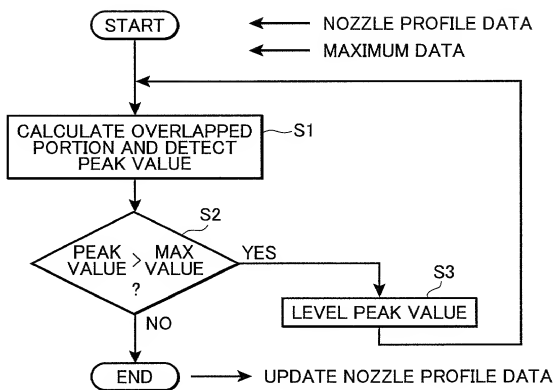 START
NOZZLE PROFILE DATA
MAXIMUM DATA
CALCULATE OVERLAPPED
PORTION AND DETECT
PEAK VALUE
S1
S2
PEAK VALUE > MAX VALUE
?
YES
NO
S3
LEVEL PEAK VALUE
END
UPDATE NOZZLE PROFILE DATA